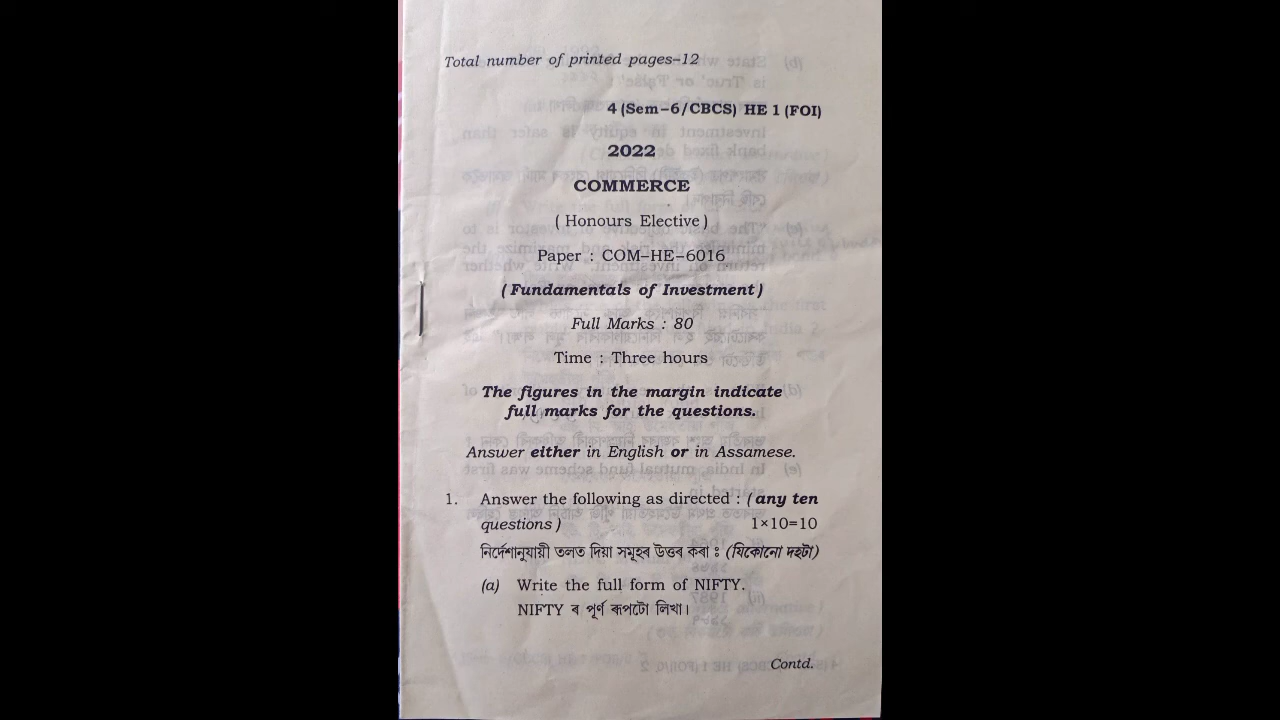 Total number of printed pages–12
4 (Sem–6/CBCS) HE 1 (FOI)
2022
COMMERCE
( Honours Elective )
Paper : COM–HE–6016
( Fundamentals of Investment )
Full Marks : 80
Time : Three hours
The figures in the margin indicate
full marks for the questions.
Answer either in English or in Assamese.
1. Answer the following as directed : ( any ten
questions ) 1×10=10
নিৰ্দেশানুযায়ী তলত দিয়া সমূহৰ উত্তৰ কৰা ঃ (যিকোনো দহটা)
(a) Write the full form of NIFTY.
NIFTY ৰ পূৰ্ণ ৰূপটো লিখা।
Contd.